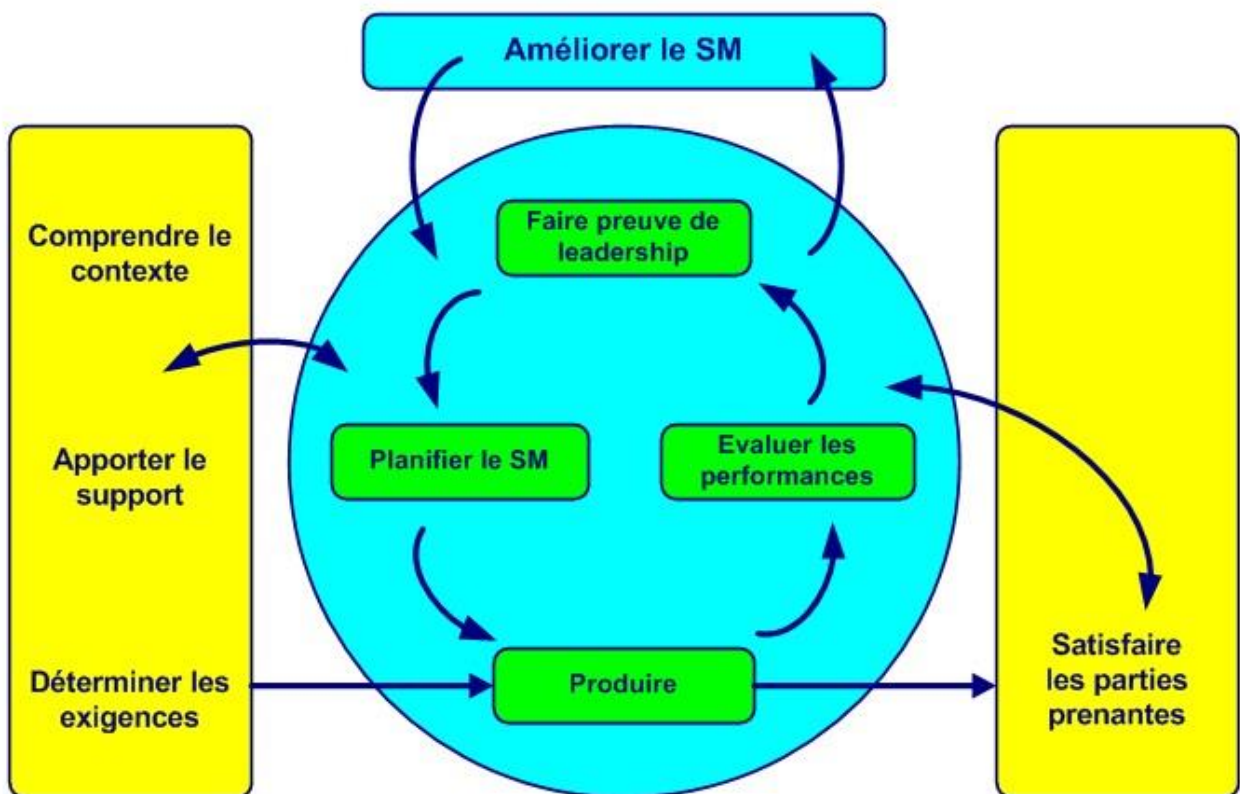 Améliorer le SM
Comprendre le
contexte
Apporter le
support
Déterminer les
exigences
Faire preuve de
leadership
Planifier le SM
Evaluer les
performances
Produire
Satisfaire
les parties
prenantes